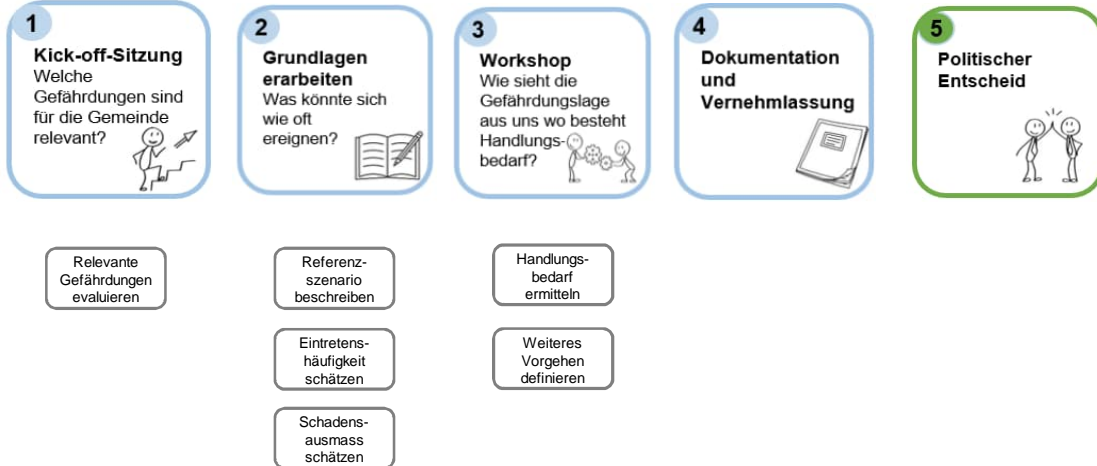 1
Kick-off-Sitzung
Welche
Gefährdungen sind
für die Gemeinde
relevant?
2
Grundlagen
erarbeiten
Was könnte sich
wie oft
ereignen?
3
Workshop
Wie sieht die
Gefährdungslage
aus uns wo besteht
Handlungs-
bedarf?
4
Dokumentation
und
Vernehmlassung
5
Politischer
Entscheid
Relevante
Gefährdungen
evaluieren
Referenz-
szenario
beschreiben
Eintretens-
häufigkeit
schätzen
Schadens-
ausmass
schätzen
Handlungs-
bedarf
ermitteln
Weiteres
Vorgehen
definieren